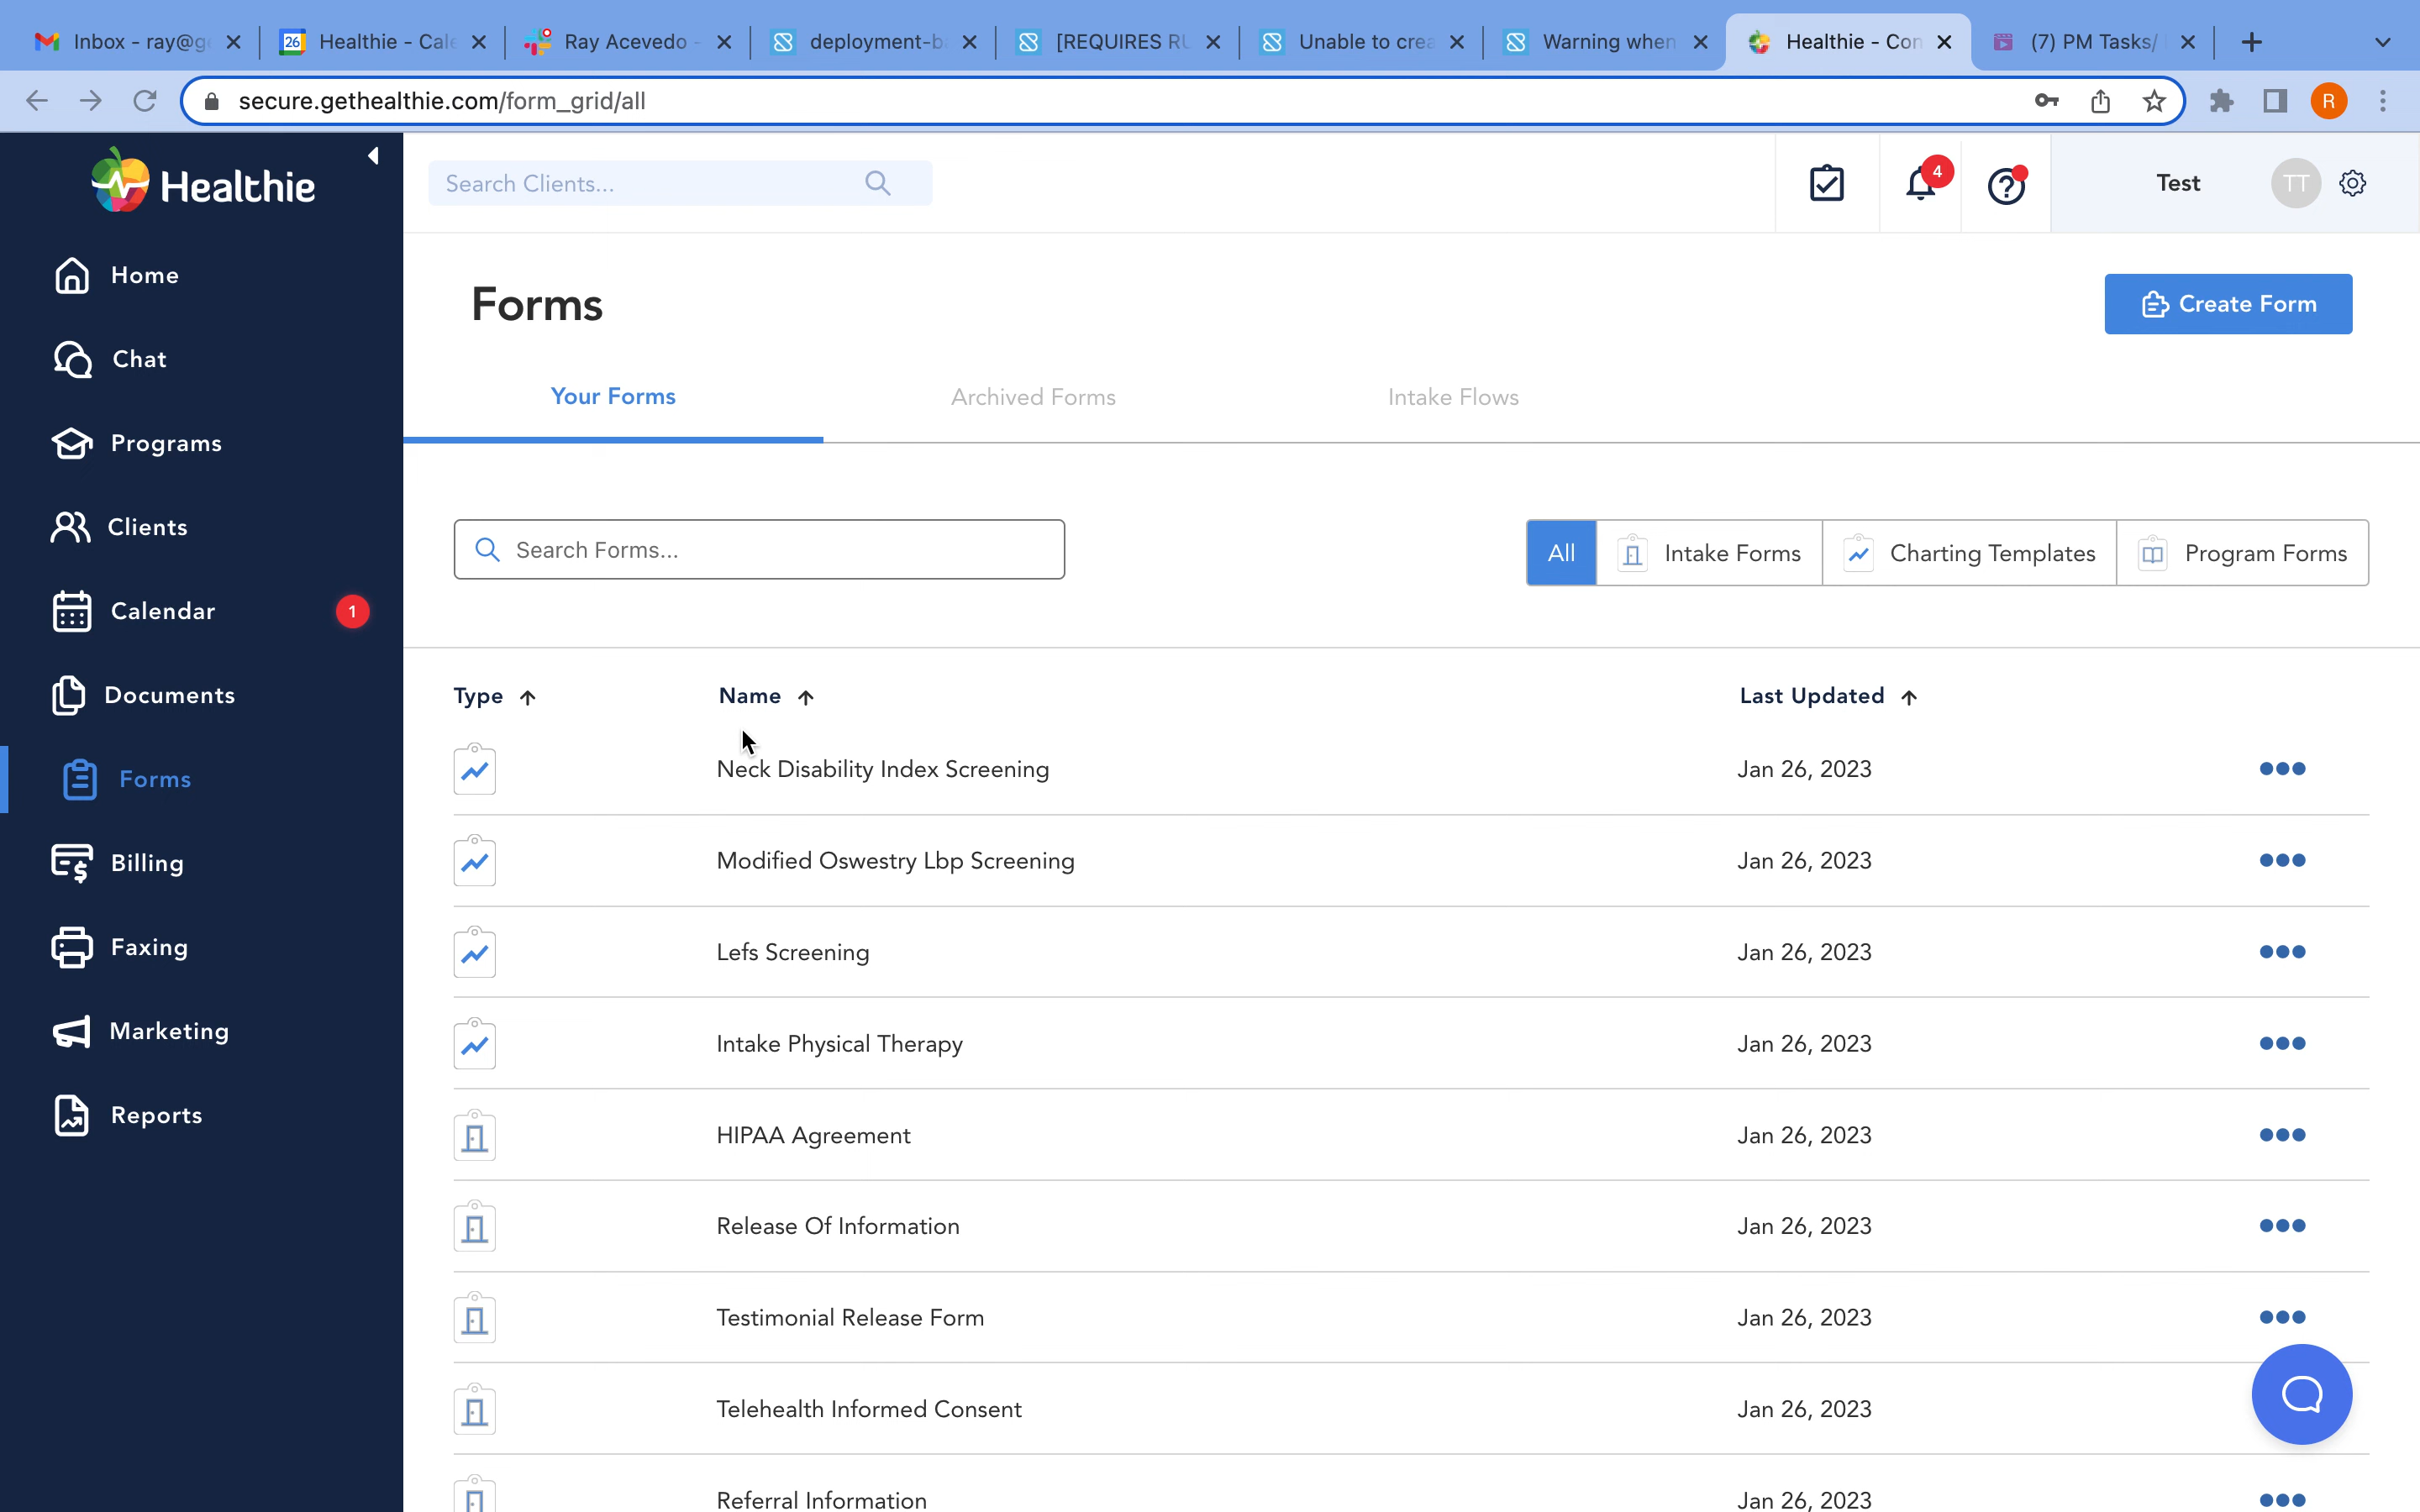 Inbox - ray@g
26
Healthie - Cale
Ray Acevedo -
deployment-b
[REQUIRES RU
Unable to crea
Warning when
Healthie - Con
(7) PM Tasks/
secure.gethealthie.com/form_grid/all
R
Healthie
Search Clients...
4
Test
TT
Home
Chat
Programs
Clients
Calendar
1
Documents
Forms
Billing
Faxing
Marketing
Reports
Forms
Create Form
Your Forms
Archived Forms
Intake Flows
Search Forms...
All
Intake Forms
Charting Templates
Program Forms
Type
Name
Last Updated
Neck Disability Index Screening
Jan 26, 2023
Modified Oswestry Lbp Screening
Jan 26, 2023
Lefs Screening
Jan 26, 2023
Intake Physical Therapy
Jan 26, 2023
HIPAA Agreement
Jan 26, 2023
Release Of Information
Jan 26, 2023
Testimonial Release Form
Jan 26, 2023
Telehealth Informed Consent
Jan 26, 2023
Referral Information
Jan 26, 2023